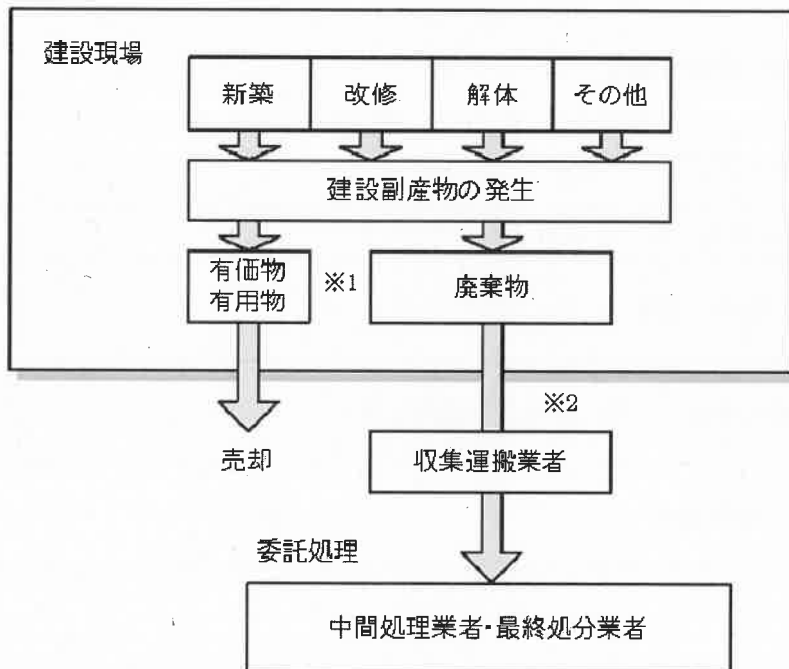 建設現場
新築 改修 解体 その他
建設副産物の発生
有価物
有用物
※1
廃棄物
※2
売却
収集運搬業者
委託処理
中間処理業者・最終処分業者